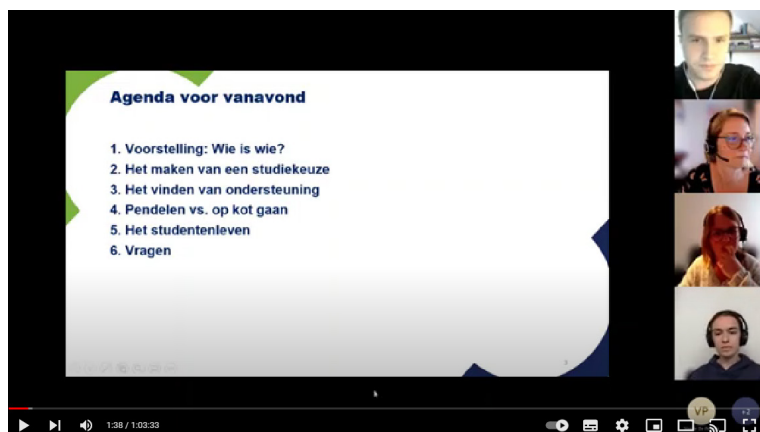 Agenda voor vanavond
1. Voorstelling: Wie is wie?
2. Het maken van een studiekeuze
3. Het vinden van ondersteuning
4. Pendelen vs. op kot gaan
5. Het studentenleven
6. Vragen
VP
+2
1:38 / 1:03:33